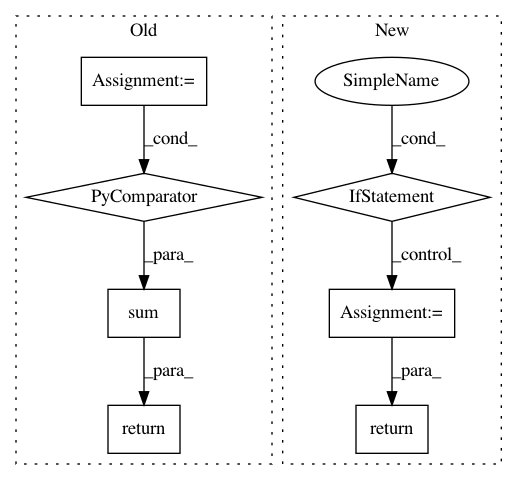 Old
New
Assignment:=
SimpleName
_cond_
_cond_
PyComparator
IfStatement
_para_
_control_
sum
Assignment:=
_para_
_para_
return
return